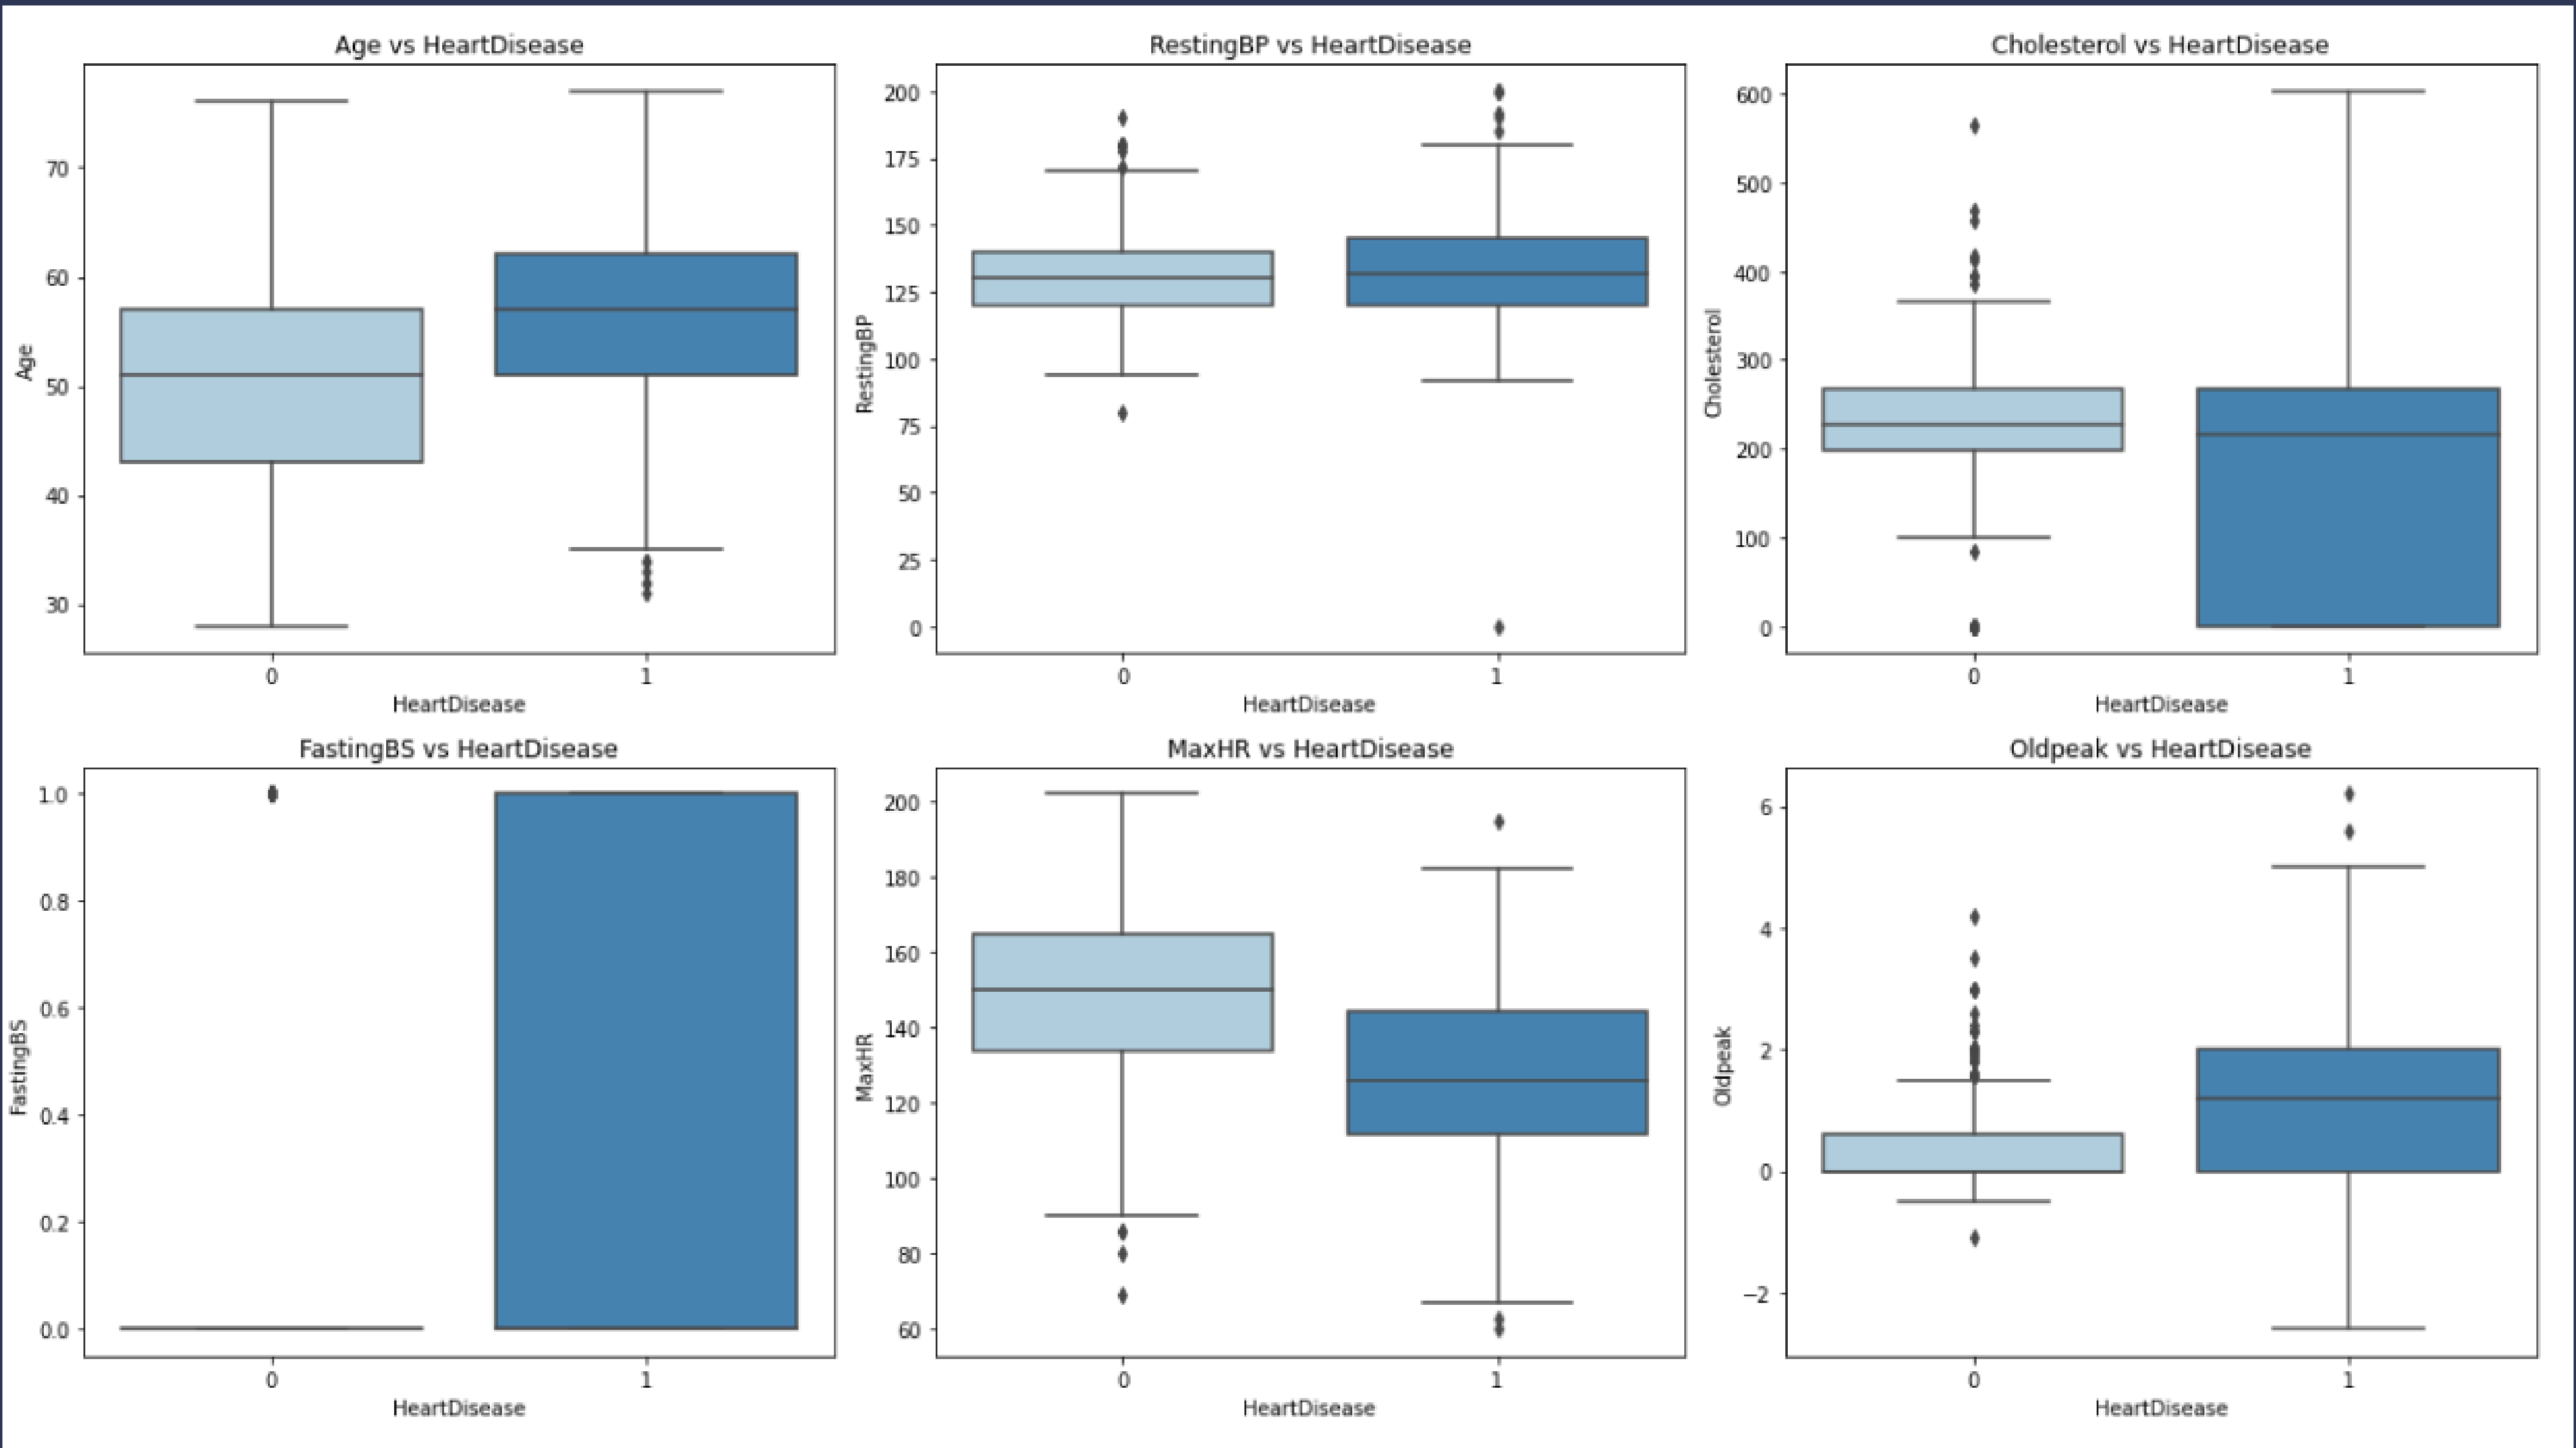 Age vs HeartDisease
Age
70
60
50
40
30
0 1
HeartDisease
RestingBP vs HeartDisease
RestingBP
200
175
150
125
100
75
50
25
0
0 1
HeartDisease
Cholesterol vs HeartDisease
Cholesterol
600
500
400
300
200
100
0
0 1
HeartDisease
FastingBS vs HeartDisease
FastingBS
1.0
0.8
0.6
0.4
0.2
0.0
0 1
HeartDisease
MaxHR vs HeartDisease
MaxHR
200
180
160
140
120
100
80
60
0 1
HeartDisease
Oldpeak vs HeartDisease
Oldpeak
6
4
2
0
−2
0 1
HeartDisease